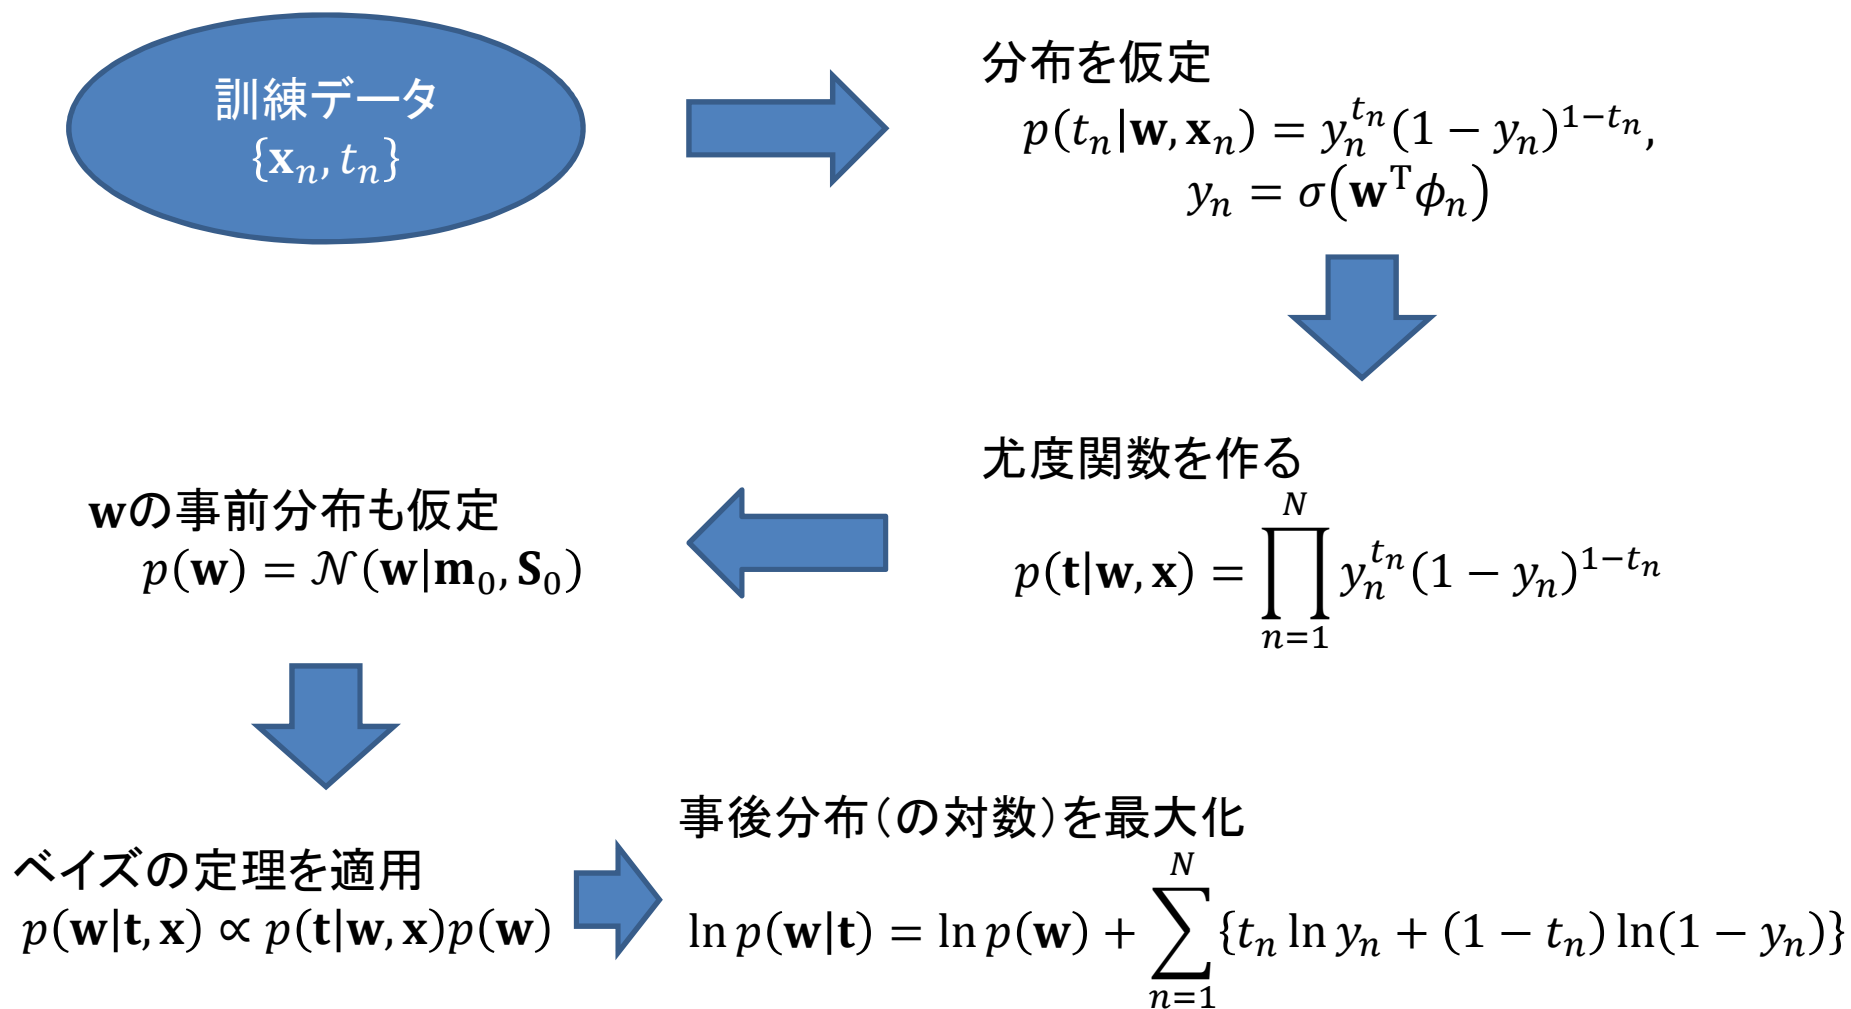 訓練データ
{𝐱ₙ, tₙ}
分布を仮定
p(tₙ|𝐰, 𝐱ₙ) = yₙ^{tₙ}(1 − yₙ)^{1−tₙ},
yₙ = σ(𝐰ᵀϕₙ)
尤度関数を作る
p(𝐭|𝐰, 𝐱) = ∏_{n=1}^{N} yₙ^{tₙ}(1 − yₙ)^{1−tₙ}
𝐰の事前分布も仮定
p(𝐰) = 𝒩(𝐰|𝐦₀, 𝐒₀)
ベイズの定理を適用
p(𝐰|𝐭, 𝐱) ∝ p(𝐭|𝐰, 𝐱)p(𝐰)
事後分布（の対数）を最大化
ln p(𝐰|𝐭) = ln p(𝐰) + ∑_{n=1}^{N} {tₙ ln yₙ + (1 − tₙ) ln(1 − yₙ)}